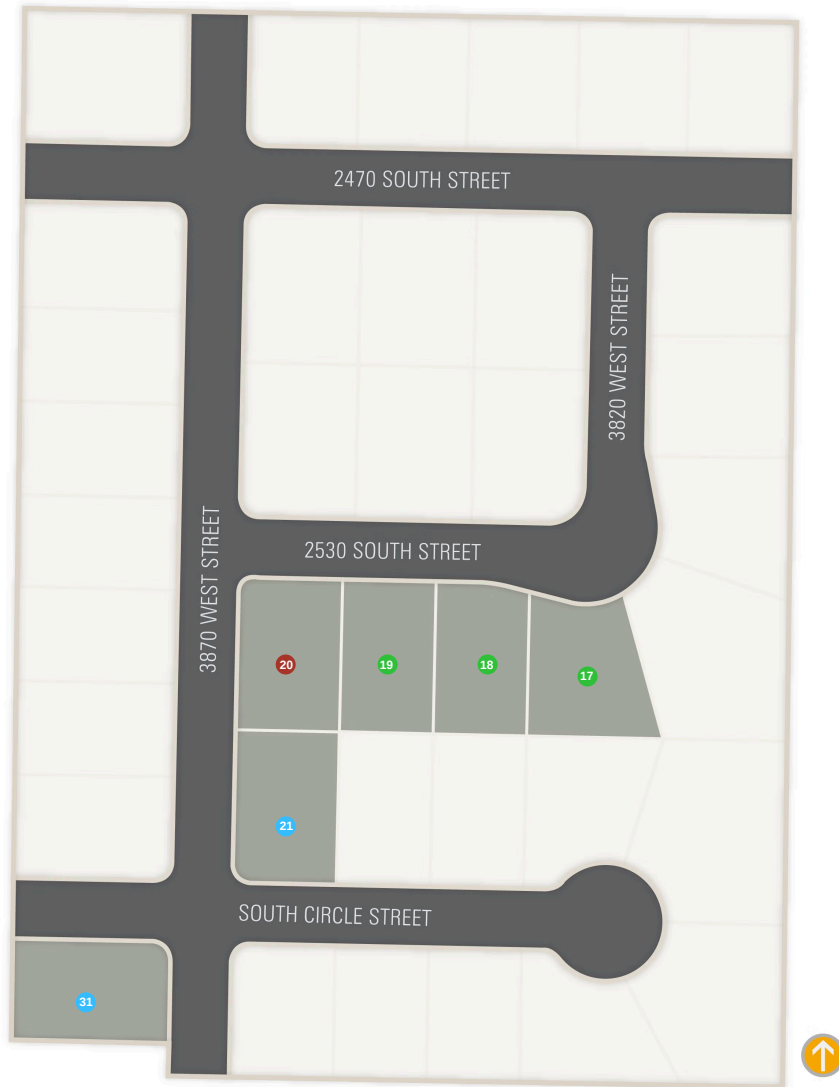 2470 SOUTH STREET
3820 WEST STREET
3870 WEST STREET
2530 SOUTH STREET
20
19
18
17
21
SOUTH CIRCLE STREET
31